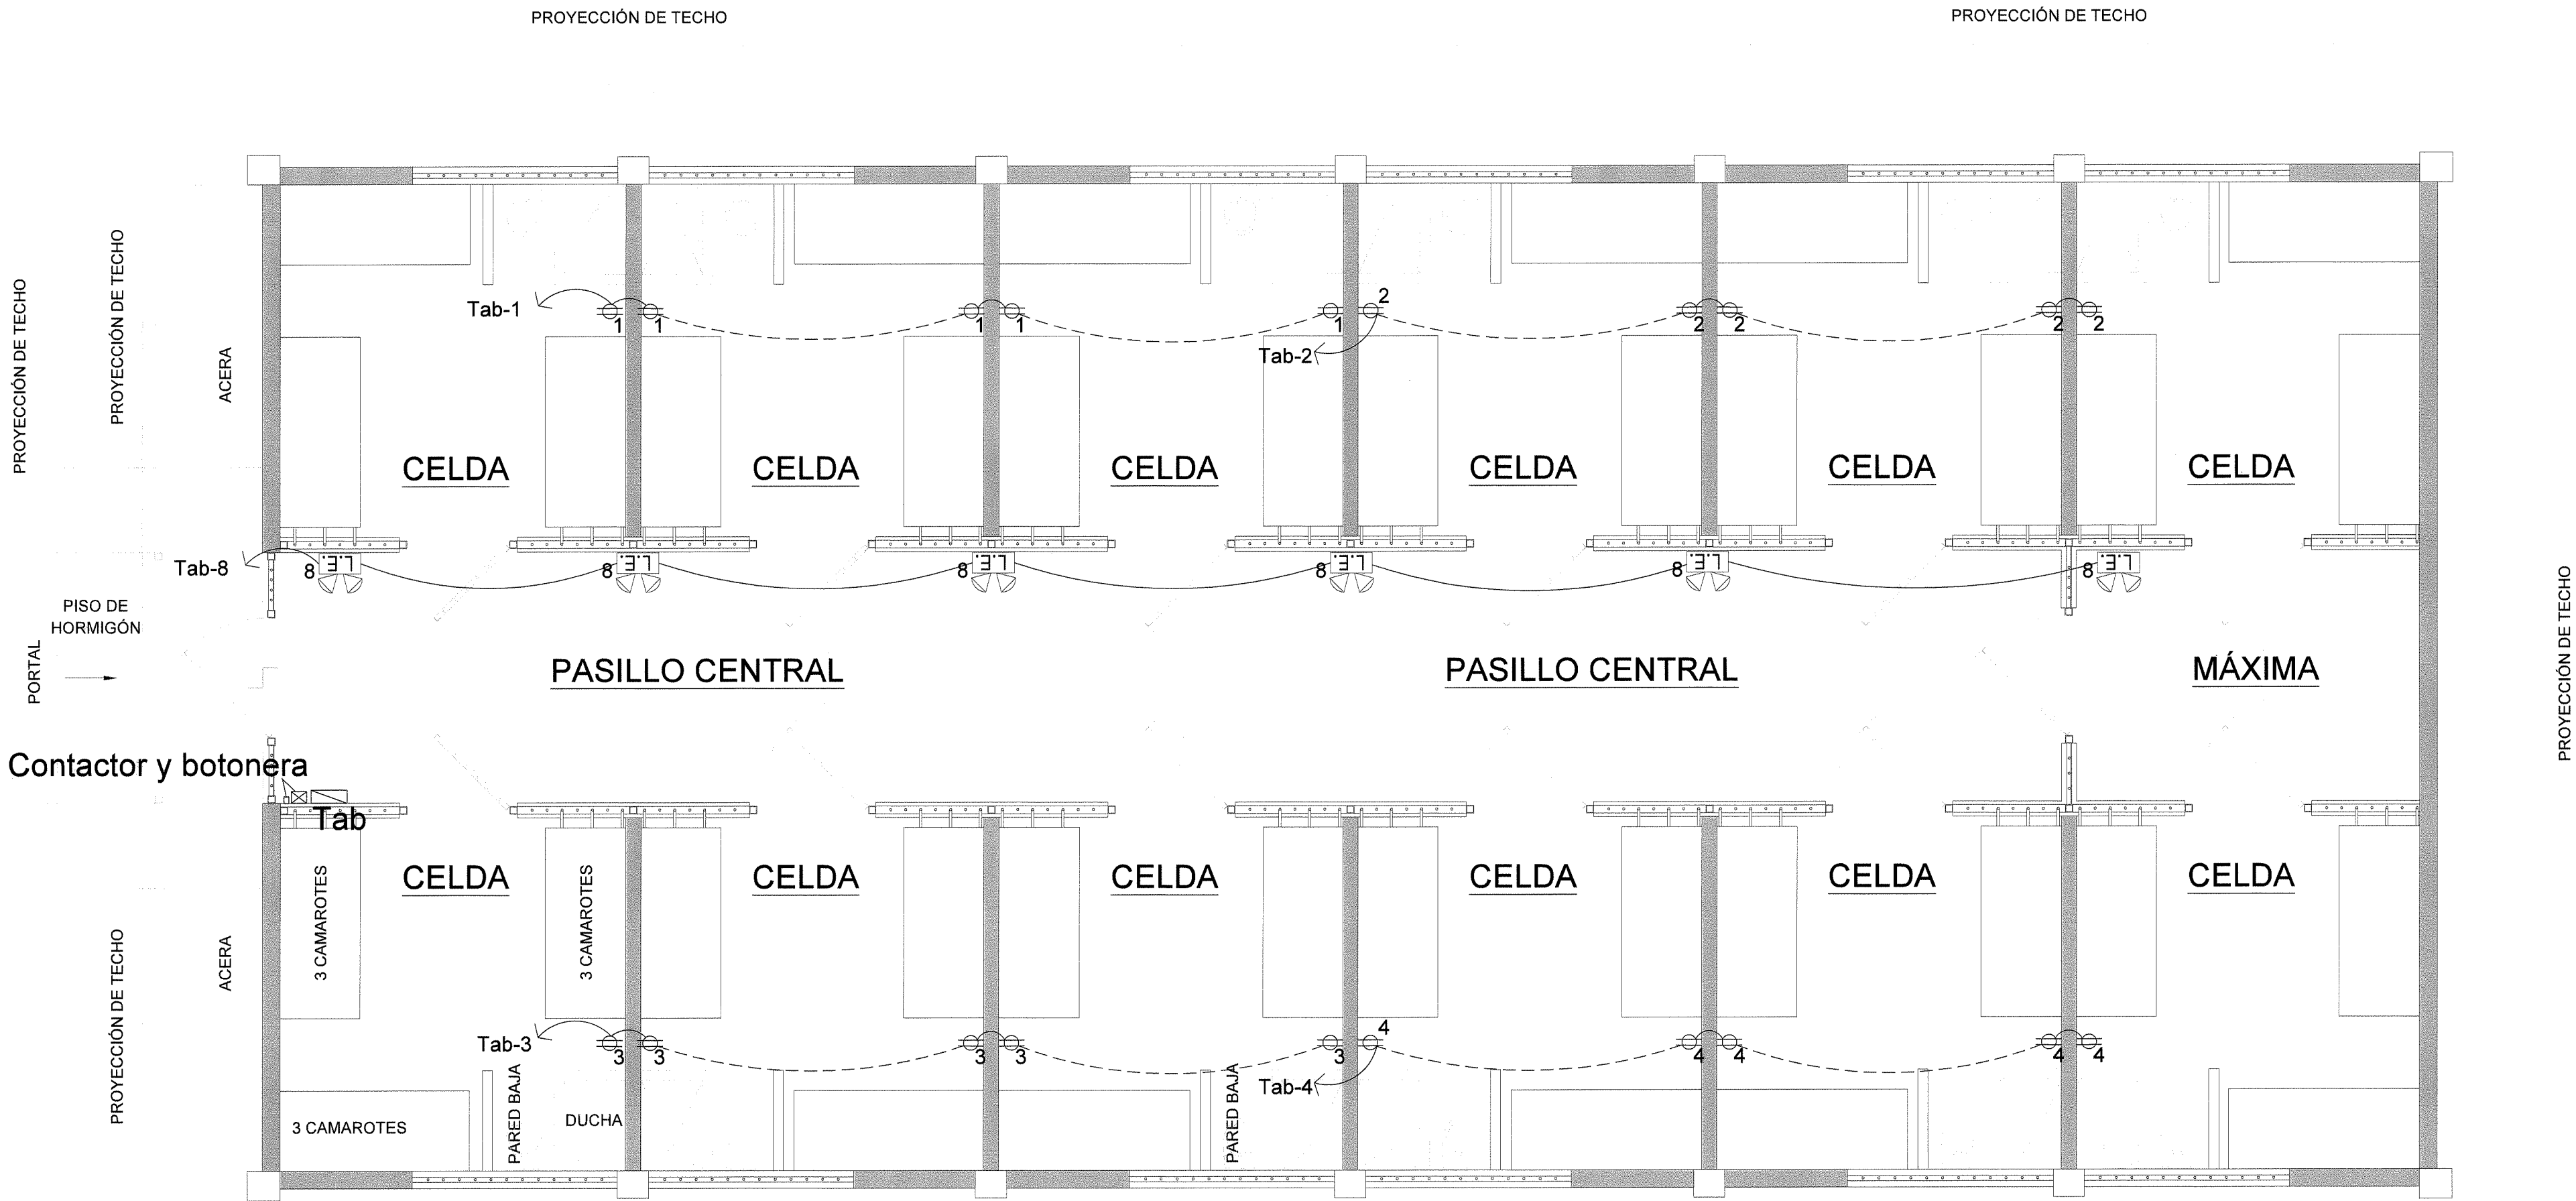 PROYECCIÓN DE TECHO
PROYECCIÓN DE TECHO
PROYECCIÓN DE TECHO
PROYECCIÓN DE TECHO
ACERA
Tab-1
1
1
1
1
1
2
2
2
2
2
Tab-2
CELDA
CELDA
CELDA
CELDA
CELDA
CELDA
Tab-8
8
L.E.
8
L.E.
8
L.E.
8
L.E.
8
L.E.
8
L.E.
PISO DE
HORMIGÓN
PORTAL
PASILLO CENTRAL
PASILLO CENTRAL
MÁXIMA
PROYECCIÓN DE TECHO
Contactor y botonera
Tab
CELDA
CELDA
CELDA
CELDA
CELDA
CELDA
3 CAMAROTES
3 CAMAROTES
ACERA
PROYECCIÓN DE TECHO
Tab-3
3
3
3
3
3
4
4
4
4
4
Tab-4
PARED BAJA
PARED BAJA
DUCHA
3 CAMAROTES